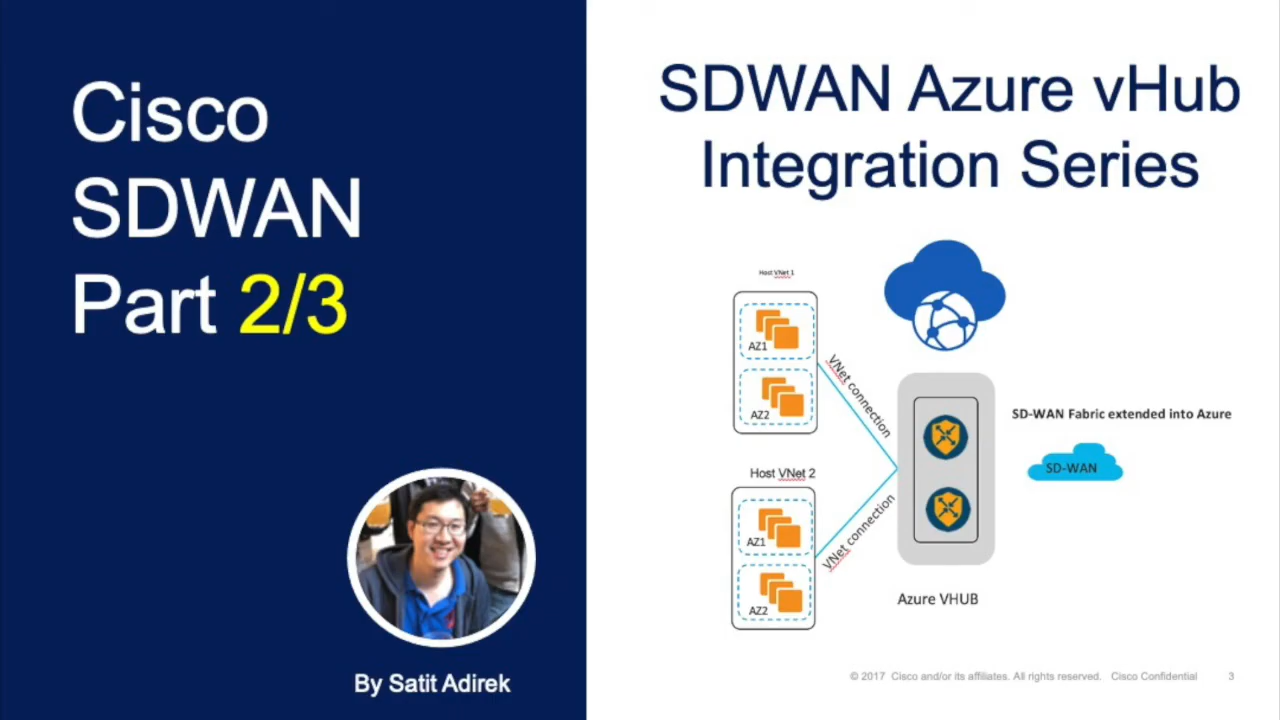 Cisco
SDWAN
Part 2/3
By Satit Adirek
SDWAN Azure vHub
Integration Series
Host VNet 1
AZ1
AZ2
VNet connection
Host VNet 2
AZ1
AZ2
VNet connection
Azure VHUB
SD-WAN Fabric extended into Azure
SD-WAN
© 2017 Cisco and/or its affiliates. All rights reserved. Cisco Confidential 3